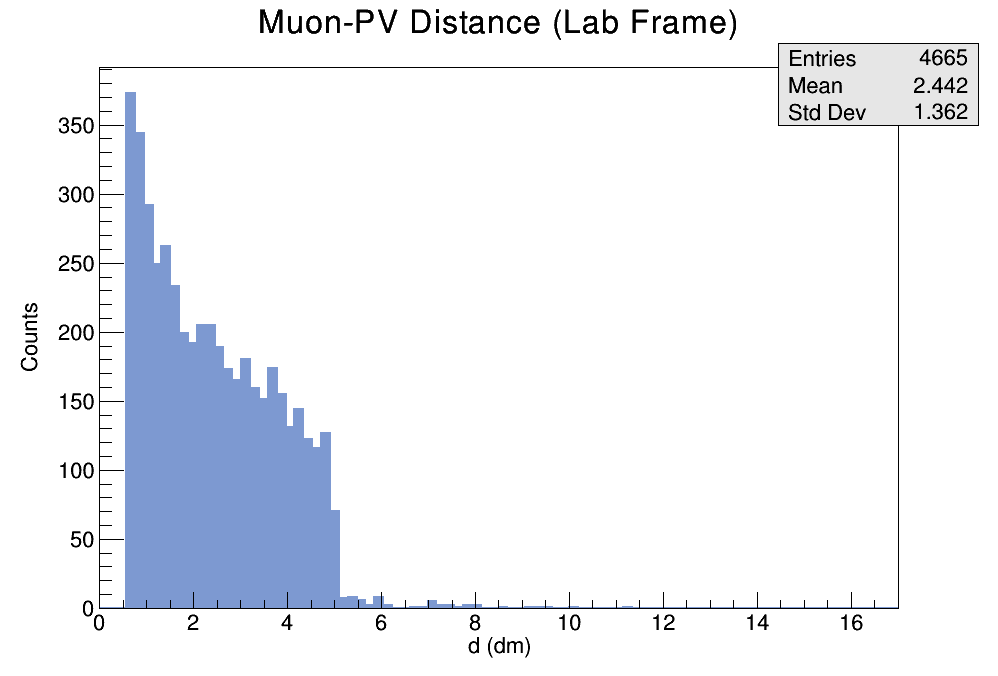 Muon-PV Distance (Lab Frame)
Entries 4665
Mean 2.442
Std Dev 1.362
350
300
250
200
150
100
50
0
Counts
0 2 4 6 8 10 12 14 16
d (dm)